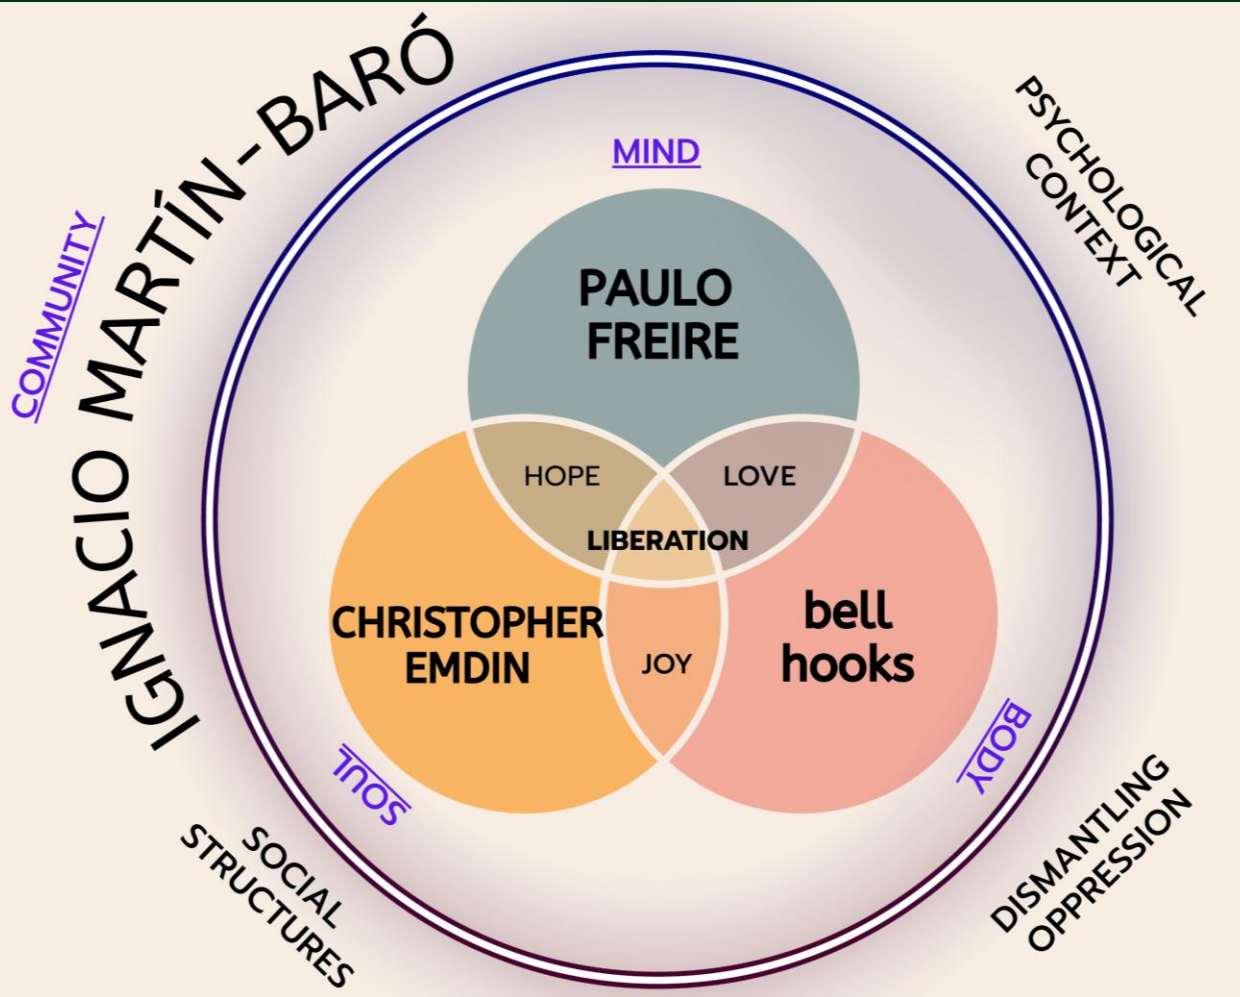 IGNACIO MARTÍN-BARÓ
COMMUNITY
PSYCHOLOGICAL
CONTEXT
MIND
PAULO
FREIRE
HOPE
LOVE
LIBERATION
CHRISTOPHER
EMDIN
bell
hooks
JOY
SOUL
BODY
SOCIAL
STRUCTURES
DISMANTLING
OPPRESSION